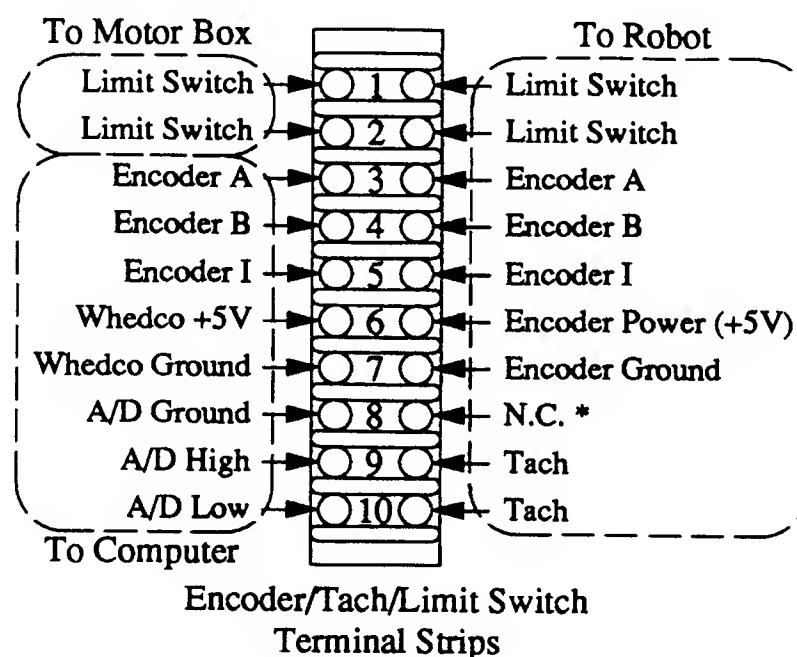 To Motor Box To Robot
Limit Switch 1 Limit Switch
Limit Switch 2 Limit Switch
Encoder A 3 Encoder A
Encoder B 4 Encoder B
Encoder I 5 Encoder I
Whedco +5V 6 Encoder Power (+5V)
Whedco Ground 7 Encoder Ground
A/D Ground 8 N.C. *
A/D High 9 Tach
A/D Low 10 Tach
To Computer
Encoder/Tach/Limit Switch
Terminal Strips